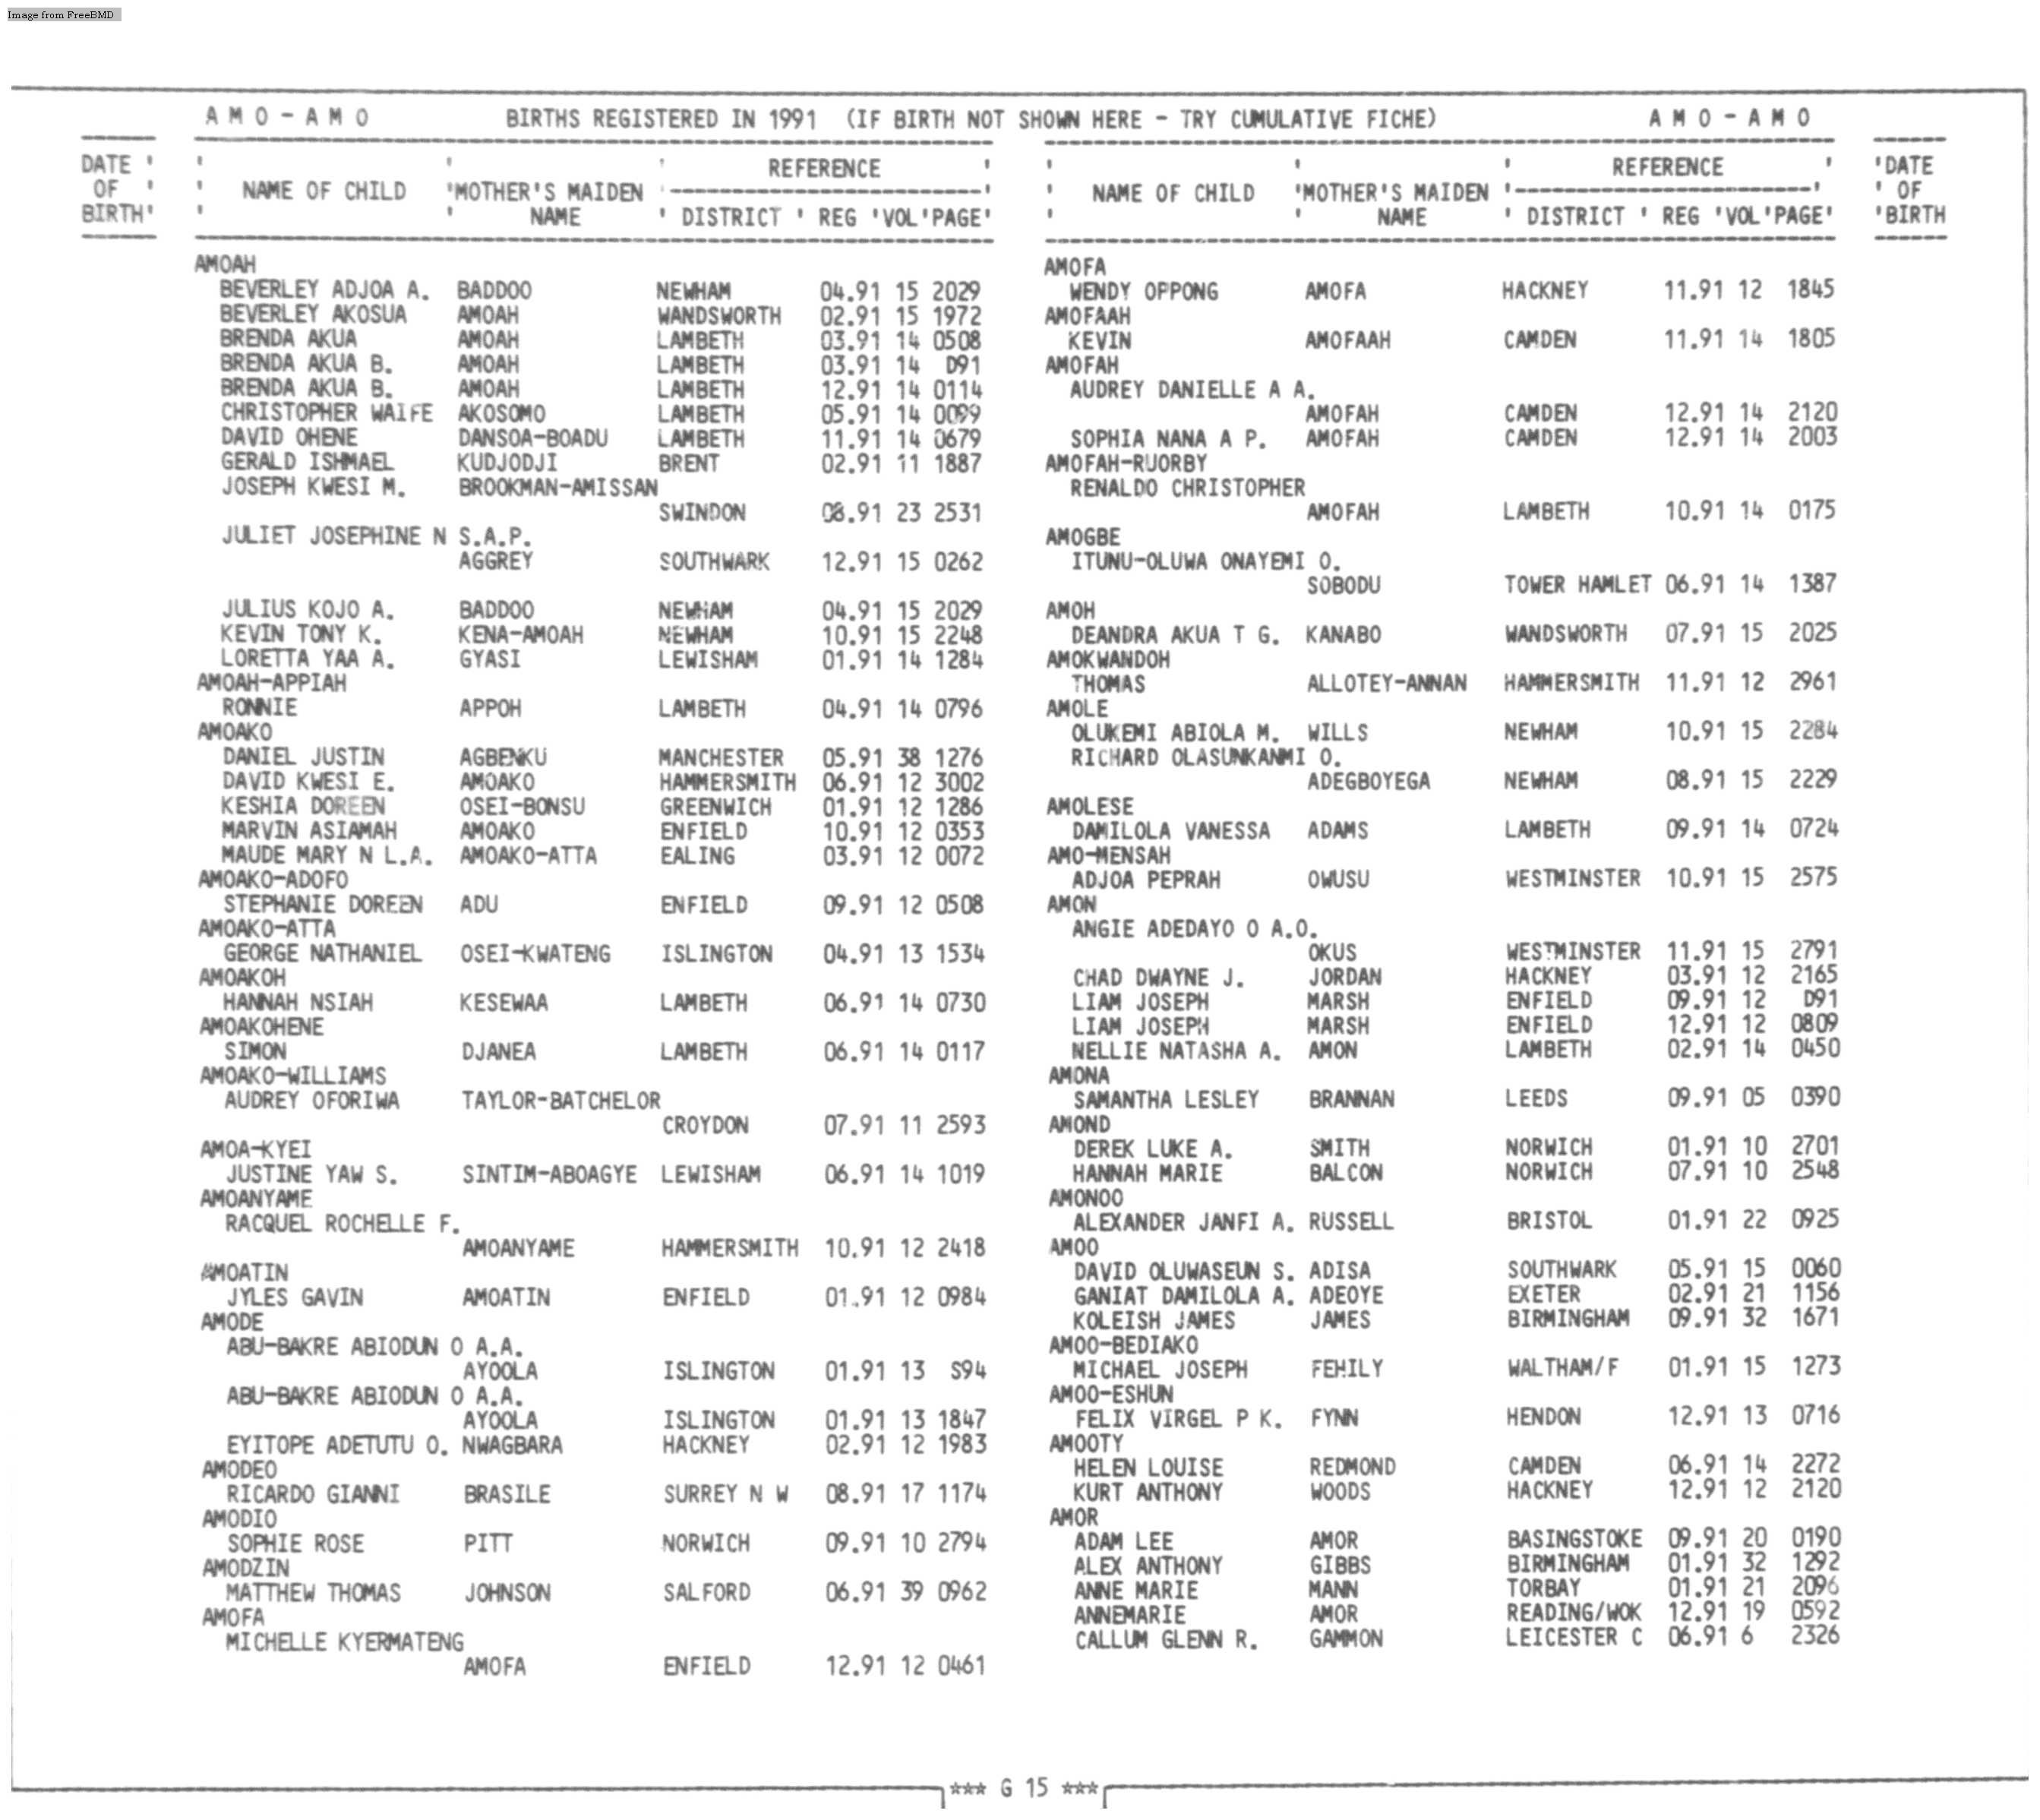 Image from FreeBMD
A M O - A M O BIRTHS REGISTERED IN 1991 (IF BIRTH NOT SHOWN HERE - TRY CUMULATIVE FICHE) A M O - A M O
DATE OF BIRTH
NAME OF CHILD MOTHER'S MAIDEN NAME REFERENCE DISTRICT REG VOL PAGE
AMOAH
BEVERLEY ADJOA A. BADDOO NEWHAM 04.91 15 2029
BEVERLEY AKOSUA AMOAH WANDSWORTH 02.91 15 1972
BRENDA AKUA AMOAH LAMBETH 03.91 14 0508
BRENDA AKUA B. AMOAH LAMBETH 03.91 14 D91
BRENDA AKUA B. AMOAH LAMBETH 12.91 14 0114
CHRISTOPHER WAIFE AKOSOMO LAMBETH 05.91 14 0099
DAVID OHENE DANSOA-BOADU LAMBETH 11.91 14 0679
GERALD ISHMAEL KUDJODJI BRENT 02.91 11 1887
JOSEPH KWESI M. BROOKMAN-AMISSAN
SWINDON 08.91 23 2531
JULIET JOSEPHINE N S.A.P.
AGGREY SOUTHWARK 12.91 15 0262
JULIUS KOJO A. BADDOO NEWHAM 04.91 15 2029
KEVIN TONY K. KENA-AMOAH NEWHAM 10.91 15 2248
LORETTA YAA A. GYASI LEWISHAM 01.91 14 1284
AMOAH-APPIAH
RONNIE APPOH LAMBETH 04.91 14 0796
AMOAKO
DANIEL JUSTIN AGBENKU MANCHESTER 05.91 38 1276
DAVID KWESI E. AMOAKO HAMMERSMITH 06.91 12 3002
KESHIA DOREEN OSEI-BONSU GREENWICH 01.91 12 1286
MARVIN ASIAMAH AMOAKO ENFIELD 10.91 12 0353
MAUDE MARY N L.A. AMOAKO-ATTA EALING 03.91 12 0072
AMOAKO-ADOFO
STEPHANIE DOREEN ADU ENFIELD 09.91 12 0508
AMOAKO-ATTA
GEORGE NATHANIEL OSEI-KWATENG ISLINGTON 04.91 13 1534
AMOAKOH
HANNAH NSIAH KESEWAA LAMBETH 06.91 14 0730
AMOAKOHENE
SIMON DJANEA LAMBETH 06.91 14 0117
AMOAKO-WILLIAMS
AUDREY OFORIWA TAYLOR-BATCHELOR
CROYDON 07.91 11 2593
AMOA-KYEI
JUSTINE YAW S. SINTIM-ABOAGYE LEWISHAM 06.91 14 1019
AMOANYAME
RACQUEL ROCHELLE F.
AMOANYAME HAMMERSMITH 10.91 12 2418
AMOATIN
JYLES GAVIN AMOATIN ENFIELD 01.91 12 0984
AMODE
ABU-BAKRE ABIODUN O A.A.
AYOOLA ISLINGTON 01.91 13 S94
ABU-BAKRE ABIODUN O A.A.
AYOOLA ISLINGTON 01.91 13 1847
EYITOPE ADETUTU O. NWAGBARA HACKNEY 02.91 12 1983
AMODEO
RICARDO GIANNI BRASILE SURREY N W 08.91 17 1174
AMODIO
SOPHIE ROSE PITT NORWICH 09.91 10 2794
AMODZIN
MATTHEW THOMAS JOHNSON SALFORD 06.91 39 0962
AMOFA
MICHELLE KYERMATENG
AMOFA ENFIELD 12.91 12 0461
NAME OF CHILD MOTHER'S MAIDEN NAME REFERENCE DISTRICT REG VOL PAGE
DATE OF BIRTH
AMOFA
WENDY OPPONG AMOFA HACKNEY 11.91 12 1845
AMOFAAH
KEVIN AMOFAAH CAMDEN 11.91 14 1805
AMOFAH
AUDREY DANIELLE A A.
AMOFAH CAMDEN 12.91 14 2120
SOPHIA NANA A P. AMOFAH CAMDEN 12.91 14 2003
AMOFAH-RUORBY
RENALDO CHRISTOPHER
AMOFAH LAMBETH 10.91 14 0175
AMOGBE
ITUNU-OLUWA ONAYEMI O.
SOBODU TOWER HAMLET 06.91 14 1387
AMOH
DEANDRA AKUA T G. KANABO WANDSWORTH 07.91 15 2025
AMOKWANDOH
THOMAS ALLOTEY-ANNAN HAMMERSMITH 11.91 12 2961
AMOLE
OLUKEMI ABIOLA M. WILLS NEWHAM 10.91 15 2284
RICHARD OLASUNKANMI O.
ADEGBOYEGA NEWHAM 08.91 15 2229
AMOLESE
DAMILOLA VANESSA ADAMS LAMBETH 09.91 14 0724
AMO-MENSAH
ADJOA PEPRAH OWUSU WESTMINSTER 10.91 15 2575
AMON
ANGIE ADEDAYO O A.O.
OKUS WESTMINSTER 11.91 15 2791
CHAD DWAYNE J. JORDAN HACKNEY 03.91 12 2165
LIAM JOSEPH MARSH ENFIELD 09.91 12 D91
LIAM JOSEPH MARSH ENFIELD 12.91 12 0809
NELLIE NATASHA A. AMON LAMBETH 02.91 14 0450
AMONA
SAMANTHA LESLEY BRANNAN LEEDS 09.91 05 0390
AMOND
DEREK LUKE A. SMITH NORWICH 01.91 10 2701
HANNAH MARIE BALCON NORWICH 07.91 10 2548
AMONOO
ALEXANDER JANFI A. RUSSELL BRISTOL 01.91 22 0925
AMOO
DAVID OLUWASEUN S. ADISA SOUTHWARK 05.91 15 0060
GANIAT DAMILOLA A. ADEOYE EXETER 02.91 21 1156
KOLEISH JAMES JAMES BIRMINGHAM 09.91 32 1671
AMOO-BEDIAKO
MICHAEL JOSEPH FEHILY WALTHAM/F 01.91 15 1273
AMOO-ESHUN
FELIX VIRGEL P K. FYNN HENDON 12.91 13 0716
AMOOTY
HELEN LOUISE REDMOND CAMDEN 06.91 14 2272
KURT ANTHONY WOODS HACKNEY 12.91 12 2120
AMOR
ADAM LEE AMOR BASINGSTOKE 09.91 20 0190
ALEX ANTHONY GIBBS BIRMINGHAM 01.91 32 1292
ANNE MARIE MANN TORBAY 01.91 21 2096
ANNEMARIE AMOR READING/WOK 12.91 19 0592
CALLUM GLENN R. GAMMON LEICESTER C 06.91 6 2326
*** G 15 ***